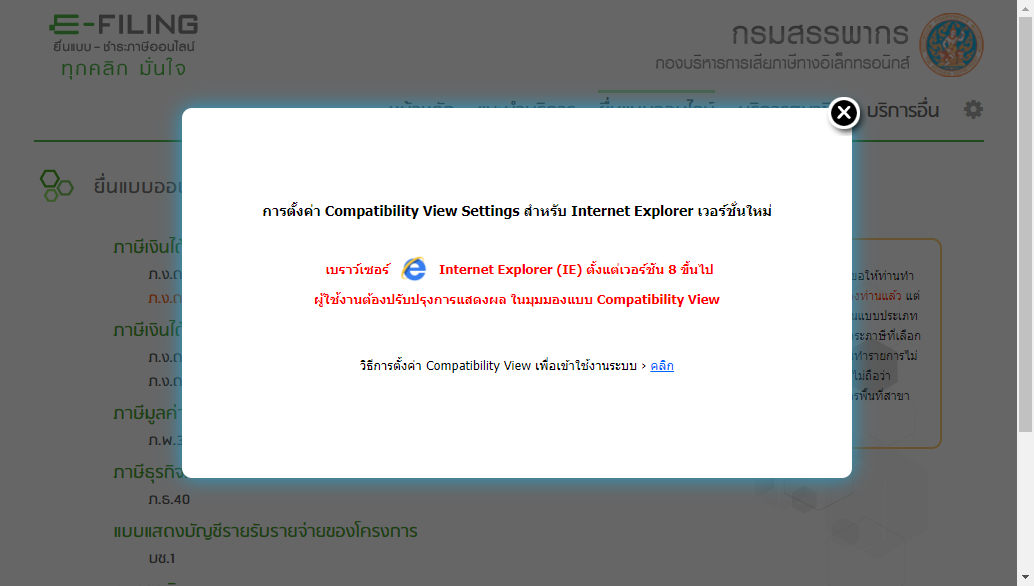 E-FILING
ยื่นแบบ - ชำระภาษีออนไลน์
ทุกคลิก มั่นใจ
กรมสรรพากร
กองบริหารการเสียภาษีทางอิเล็กทรอนิกส์
บริการอื่น
ยื่นแบบออน
การตั้งค่า Compatibility View Settings สำหรับ Internet Explorer เวอร์ชั่นใหม่
เบราว์เซอร์ Internet Explorer (IE) ตั้งแต่เวอร์ชัน 8 ขึ้นไป
ผู้ใช้งานต้องปรับปรุงการแสดงผล ในมุมมองแบบ Compatibility View
วิธีการตั้งค่า Compatibility View เพื่อเข้าใช้งานระบบ > คลิก
ภาษีเงินได้
ภ.ง.ด
ภ.ง.ด
ภาษีเงินได้
ภ.ง.ด
ภ.ง.ด
ภาษีมูลค่า
ภ.พ.3
ภาษีธุรกิจ
ภ.ธ.40
แบบแสดงบัญชีรายรับรายจ่ายของโครงการ
บช.1
ขอให้ท่านทำ
งท่านแล้ว แต่
นแบบประเภท
ระภาษีที่เลือก
ทำรายการไม่
ไม่ถือว่า
รพื้นที่สาขา